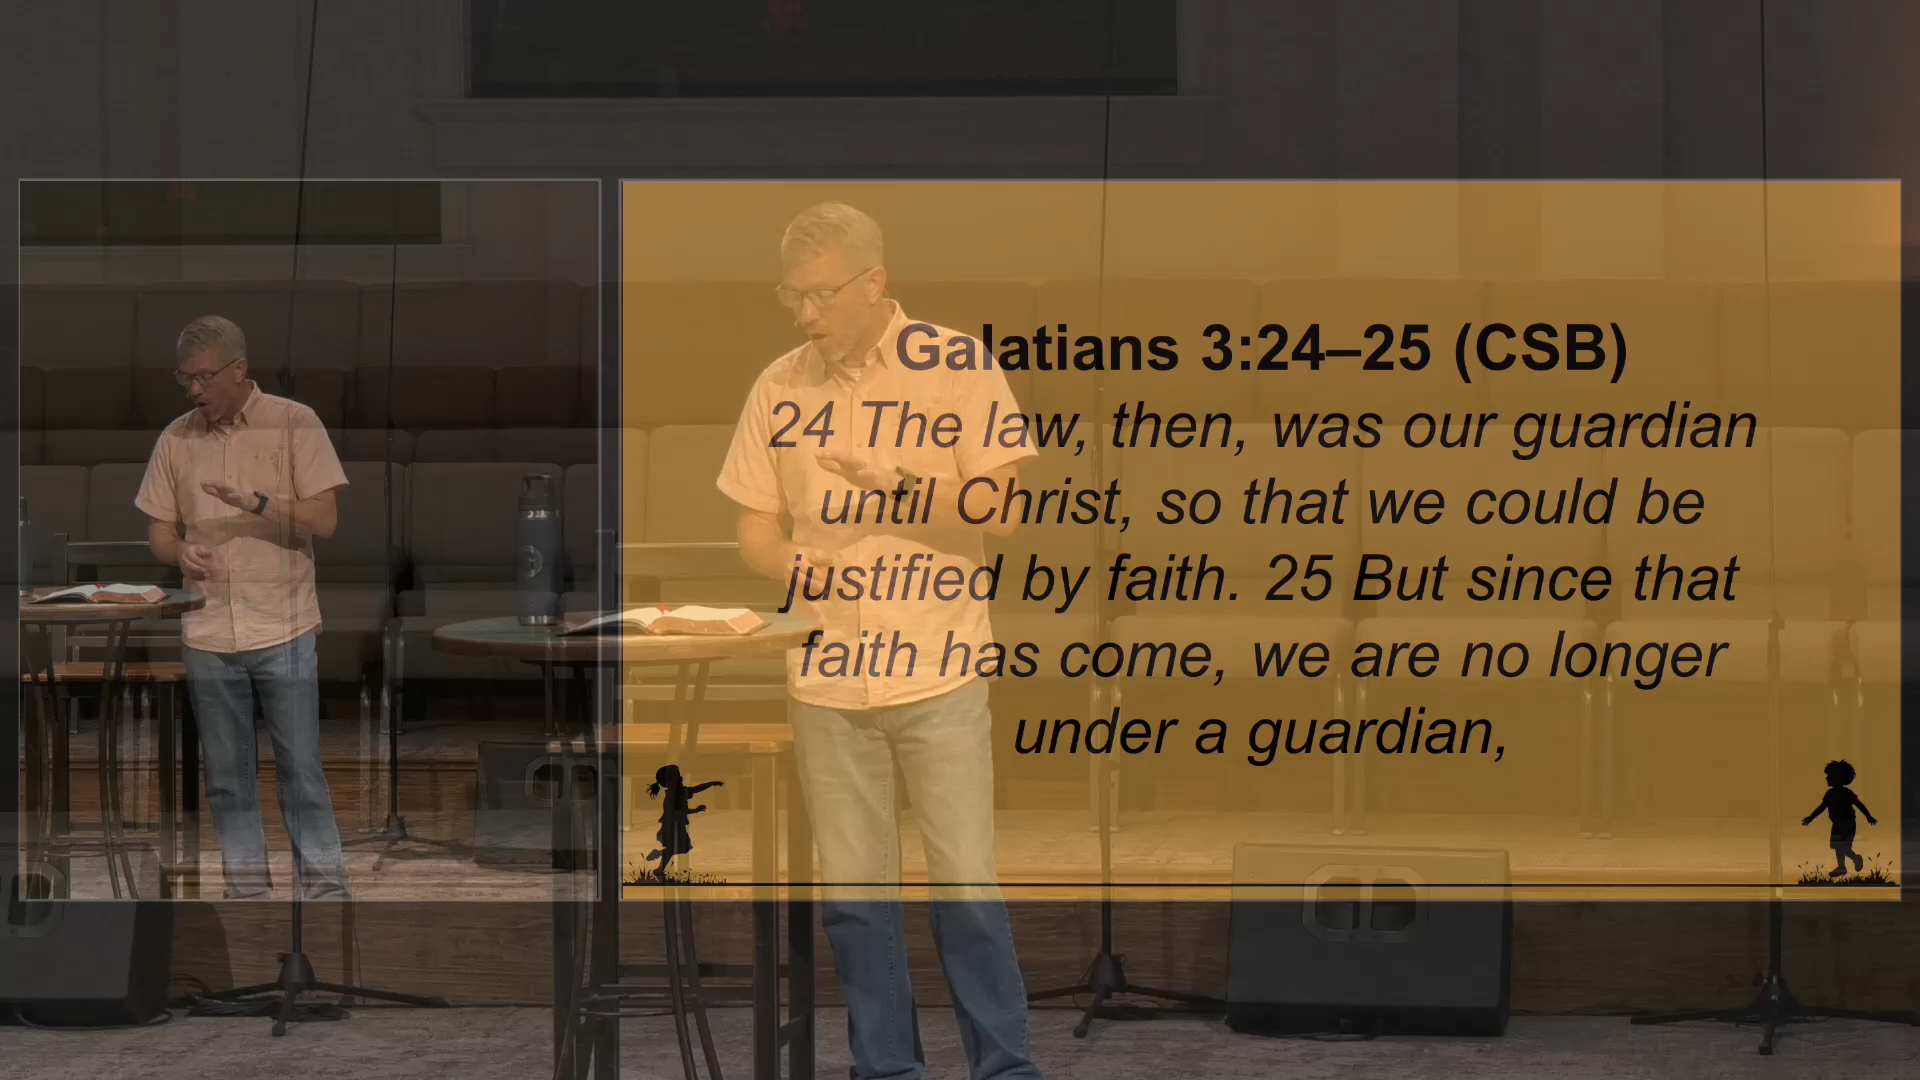 Galatians 3:24–25 (CSB)
24 The law, then, was our guardian
until Christ, so that we could be
justified by faith. 25 But since that
faith has come, we are no longer
under a guardian,